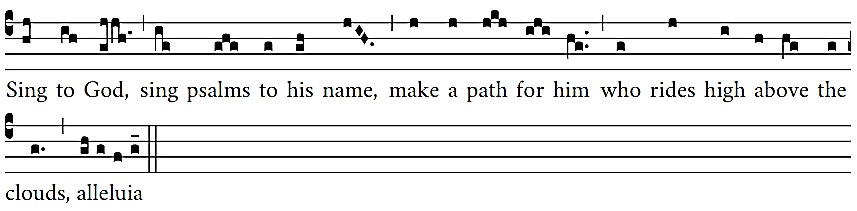 Sing to God, sing psalms to his name, make a path for him who rides high above the
clouds, alleluia